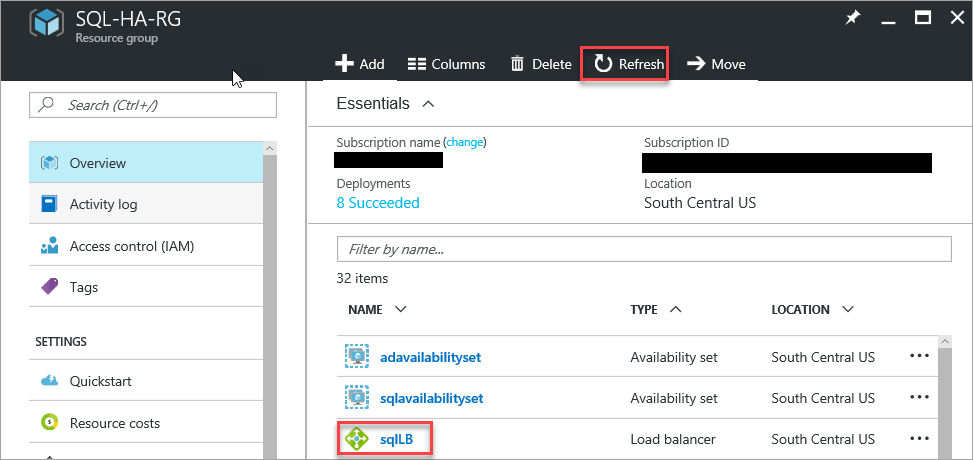 SQL-HA-RG
Resource group
Add Columns Delete Refresh Move
Search (Ctrl+/)
Overview
Activity log
Access control (IAM)
Tags
SETTINGS
Quickstart
Resource costs
Essentials
Subscription name (change) Subscription ID
Deployments Location
8 Succeeded South Central US
Filter by name...
32 items
NAME TYPE LOCATION
adavailabilityset Availability set South Central US ...
sqlavailabilityset Availability set South Central US ...
sqlLB Load balancer South Central US ...